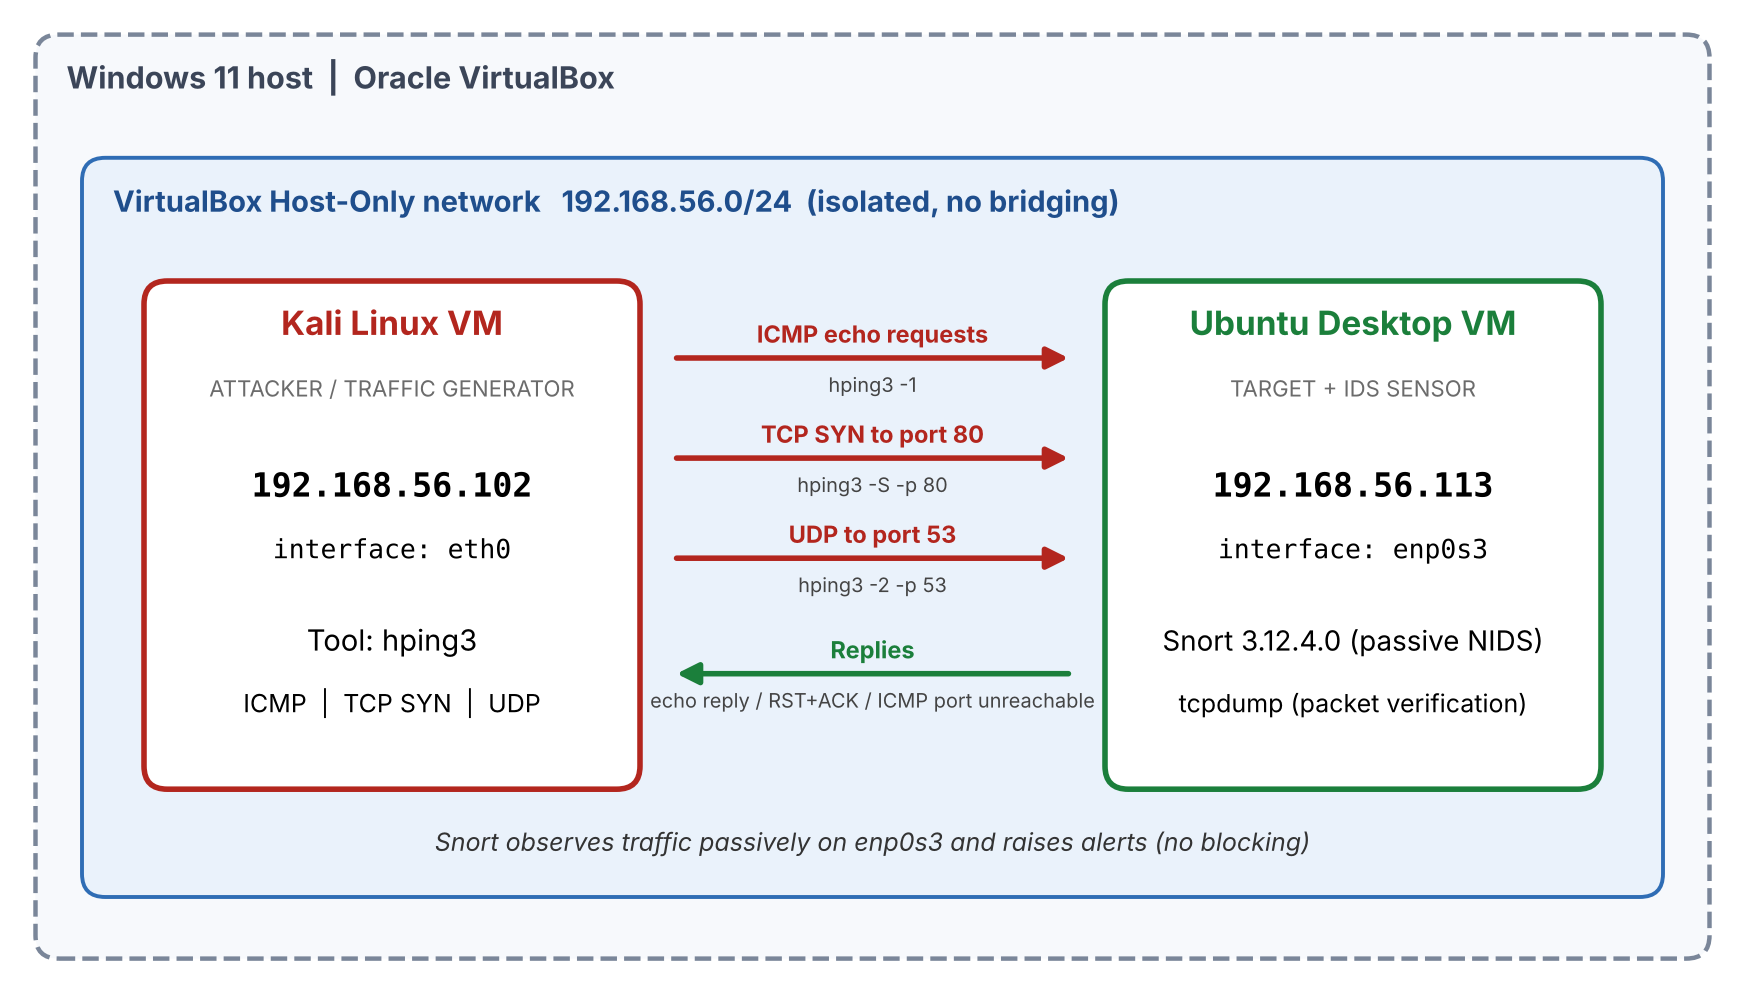 Windows 11 host | Oracle VirtualBox
VirtualBox Host-Only network 192.168.56.0/24 (isolated, no bridging)
Kali Linux VM
ATTACKER / TRAFFIC GENERATOR
192.168.56.102
interface: eth0
Tool: hping3
ICMP | TCP SYN | UDP
ICMP echo requests
hping3 -1
TCP SYN to port 80
hping3 -S -p 80
UDP to port 53
hping3 -2 -p 53
Replies
echo reply / RST+ACK / ICMP port unreachable
Ubuntu Desktop VM
TARGET + IDS SENSOR
192.168.56.113
interface: enp0s3
Snort 3.12.4.0 (passive NIDS)
tcpdump (packet verification)
Snort observes traffic passively on enp0s3 and raises alerts (no blocking)